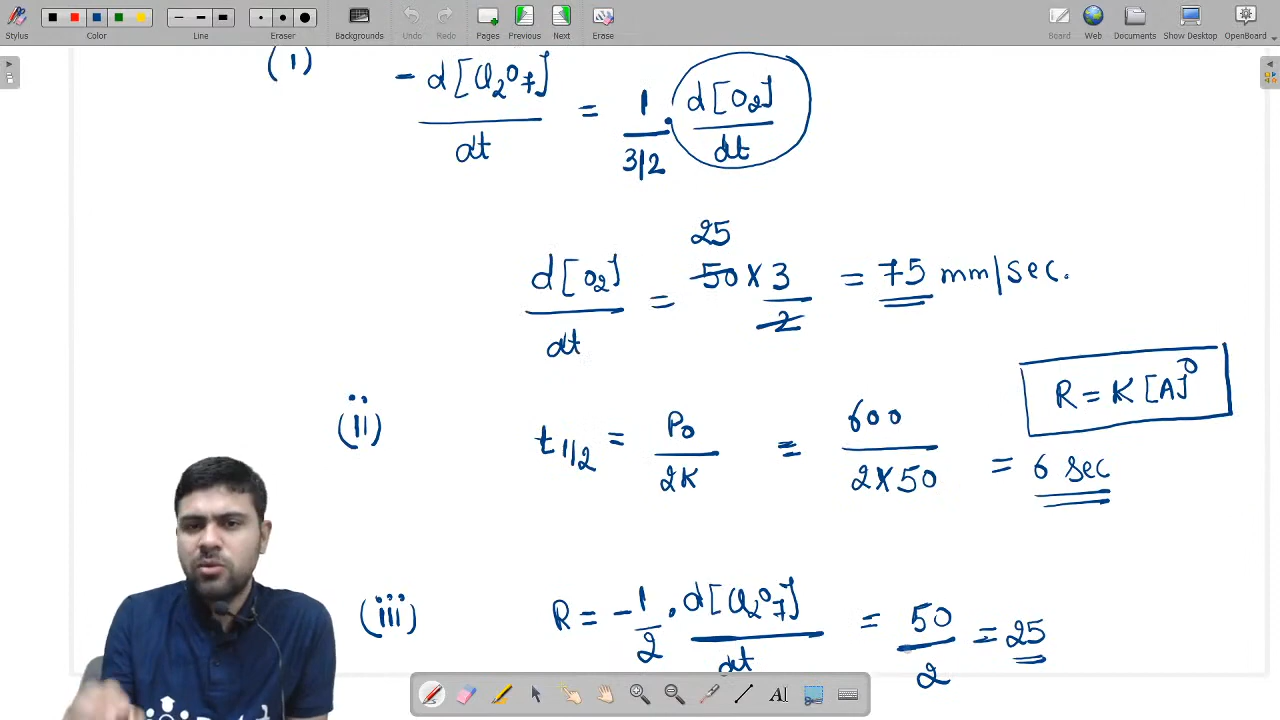 Stylus Color Line Eraser Backgrounds Undo Redo Pages Previous Next Erase Board Web Documents Show Desktop OpenBoard
(i) - d[Cl2O7]/dt = 1/(3/2) . d[O2]/dt
25
d[O2]/dt = 50 × 3/2 = 75 mm/sec.
R = K[A]^0
(ii) t1/2 = P0/2K = 600/2×50 = 6 sec
(iii) R = -1/2 . d[Cl2O7]/dt = 50/2 = 25